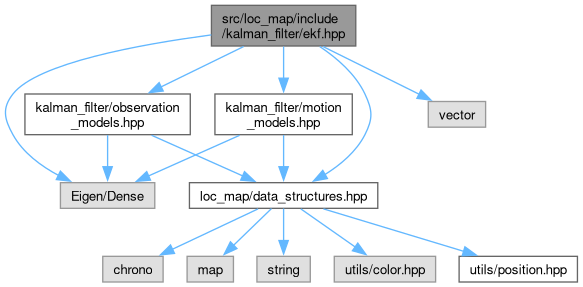 src/loc_map/include
/kalman_filter/ekf.hpp
kalman_filter/observation
_models.hpp
kalman_filter/motion
_models.hpp
vector
Eigen/Dense
loc_map/data_structures.hpp
chrono
map
string
utils/color.hpp
utils/position.hpp